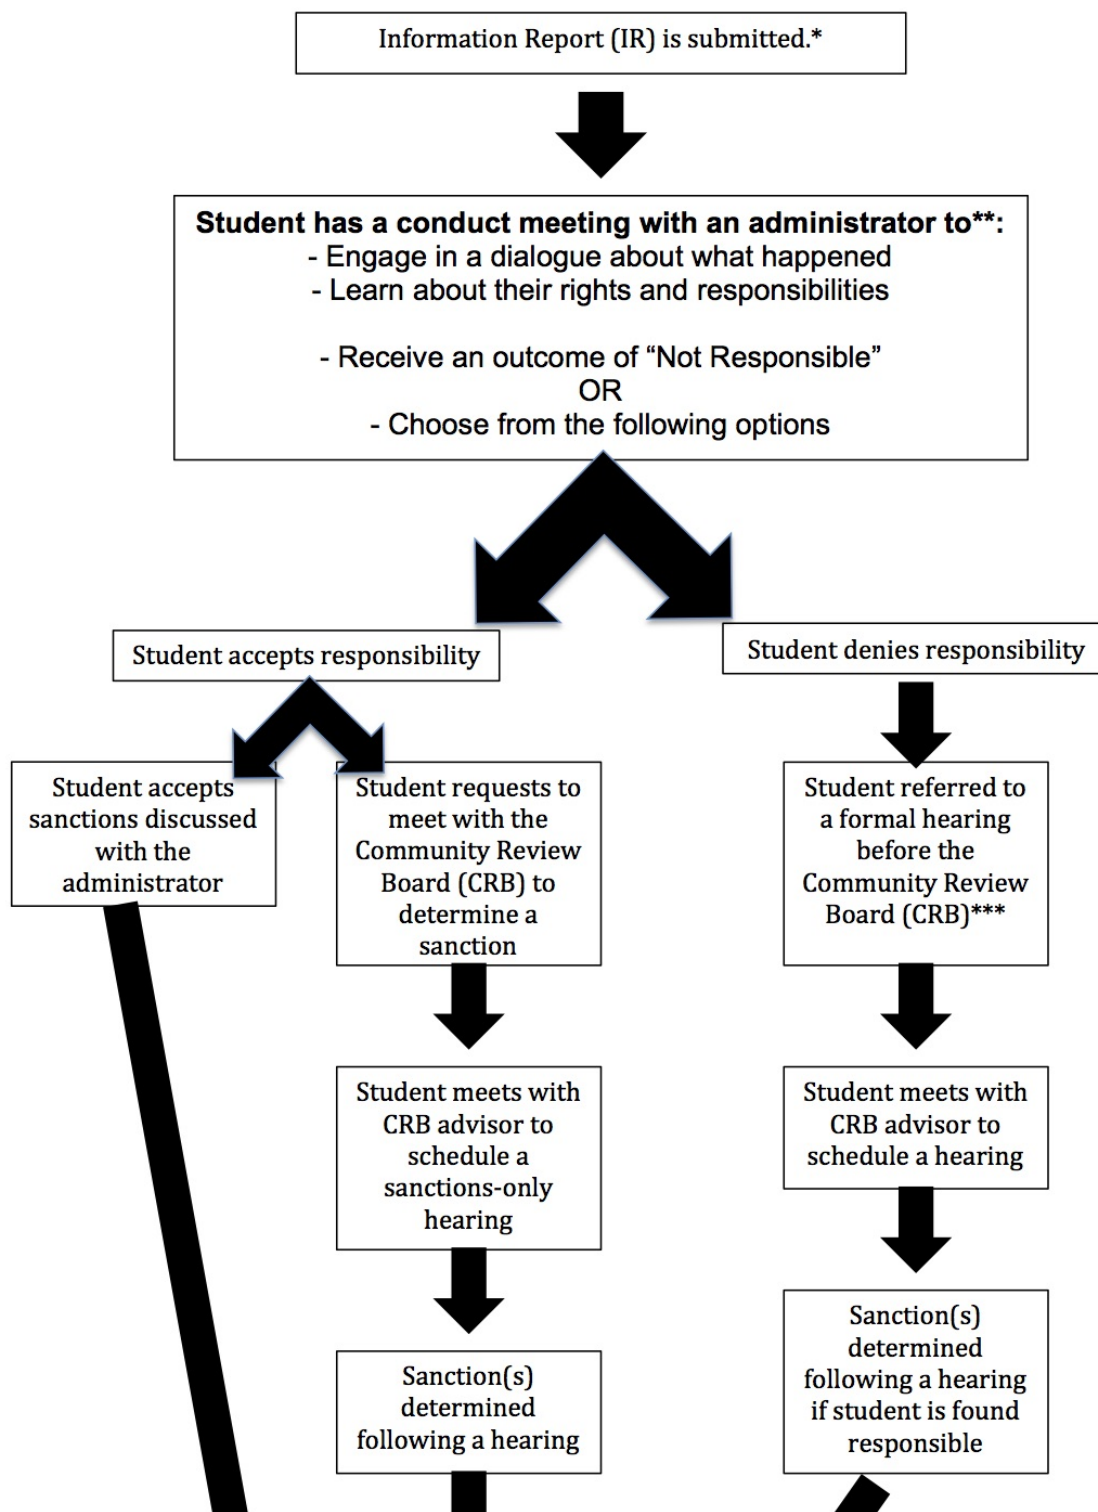 Information Report (IR) is submitted.*
Student has a conduct meeting with an administrator to**:
- Engage in a dialogue about what happened
- Learn about their rights and responsibilities
- Receive an outcome of “Not Responsible”
OR
- Choose from the following options
Student accepts responsibility
Student denies responsibility
Student accepts
sanctions discussed
with the
administrator
Student requests to
meet with the
Community Review
Board (CRB) to
determine a
sanction
Student referred to
a formal hearing
before the
Community Review
Board (CRB)***
Student meets with
CRB advisor to
schedule a
sanctions-only
hearing
Student meets with
CRB advisor to
schedule a hearing
Sanction(s)
determined
following a hearing
Sanction(s)
determined
following a hearing
if student is found
responsible